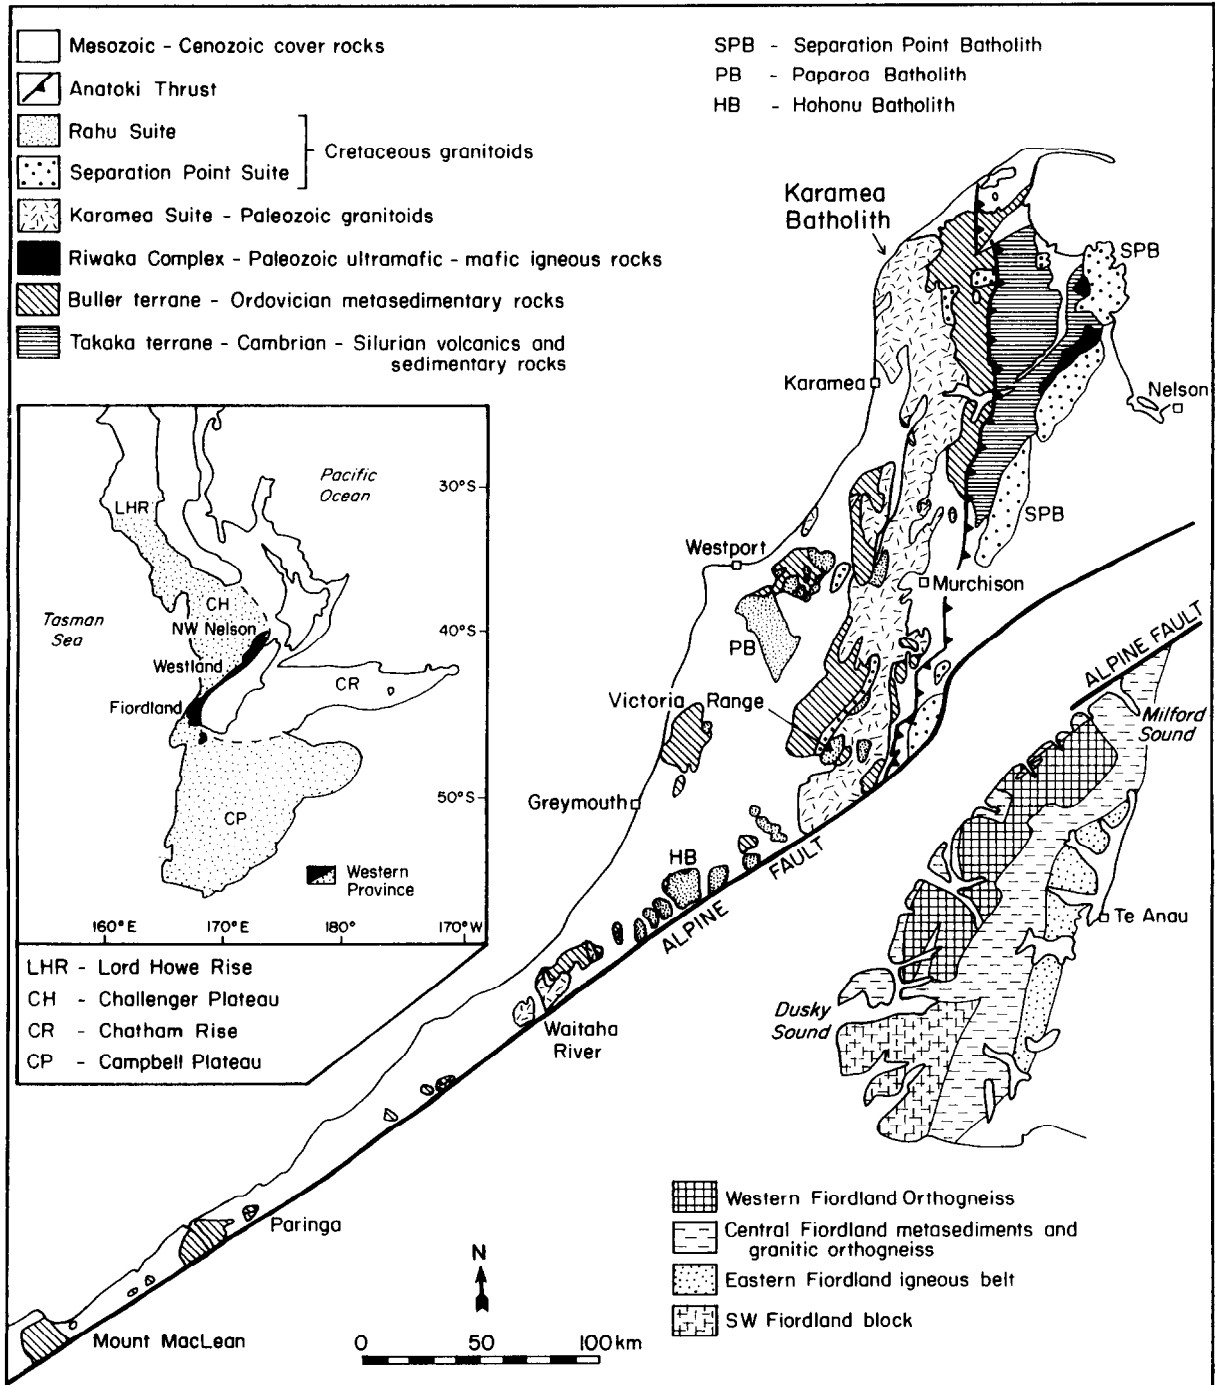 Mesozoic - Cenozoic cover rocks
Anatoki Thrust
Rahu Suite
Separation Point Suite
Cretaceous granitoids
Karamea Suite - Paleozoic granitoids
Riwaka Complex - Paleozoic ultramafic - mafic igneous rocks
Buller terrane - Ordovician metasedimentary rocks
Takaka terrane - Cambrian - Silurian volcanics and
sedimentary rocks
SPB - Separation Point Batholith
PB - Paparoa Batholith
HB - Hohonu Batholith
Karamea
Batholith
SPB
Karamea
Nelson
SPB
Westport
Murchison
PB
Victoria Range
Greymouth
HB
ALPINE FAULT
Waitaha
River
Paringa
Mount MacLean
Pacific
Ocean
30°S
LHR
CH
Tasman
Sea
NW Nelson
40°S
Westland
CR
Fiordland
50°S
CP
Western
Province
160°E
170°E
180°
170°W
LHR - Lord Howe Rise
CH - Challenger Plateau
CR - Chatham Rise
CP - Campbell Plateau
ALPINE FAULT
Milford
Sound
Te Anau
Dusky
Sound
Western Fiordland Orthogneiss
Central Fiordland metasediments and
granitic orthogneiss
Eastern Fiordland igneous belt
SW Fiordland block
N
0 50 100 km